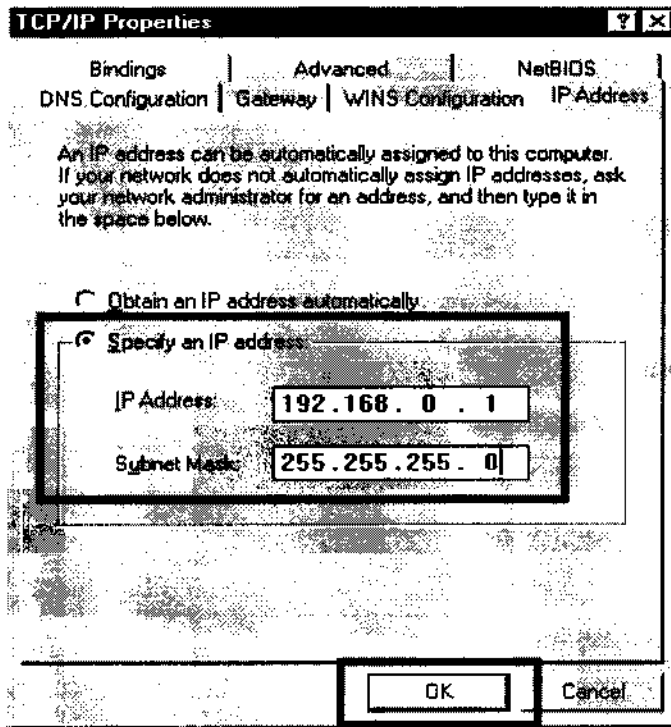 TCP/IP Properties ? ×
Bindings Advanced NetBIOS
DNS Configuration Gateway WINS Configuration IP Address
An IP address can be automatically assigned to this computer.
If your network does not automatically assign IP addresses, ask
your network administrator for an address, and then type it in
the space below.
Obtain an IP address automatically
Specify an IP address:
IP Address: 192.168. 0 . 1
Subnet Mask: 255.255.255. 0
OK Cancel